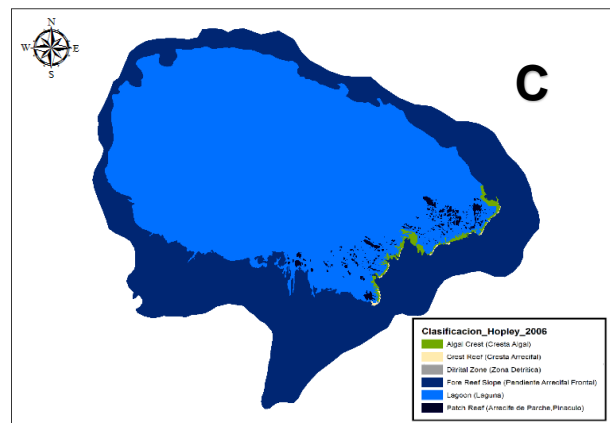 N
W E
S
C
Clasificacion_Hopley_2006
Algal Crest (Cresta Algal)
Crest Reef (Cresta Arrecifal)
Ditrital Zone (Zona Detritica)
Fore Reef Slope (Pendiente Arrecifal Frontal)
Lagoon (Laguna)
Patch Reef (Arrecife de Parche,Pinaculo)